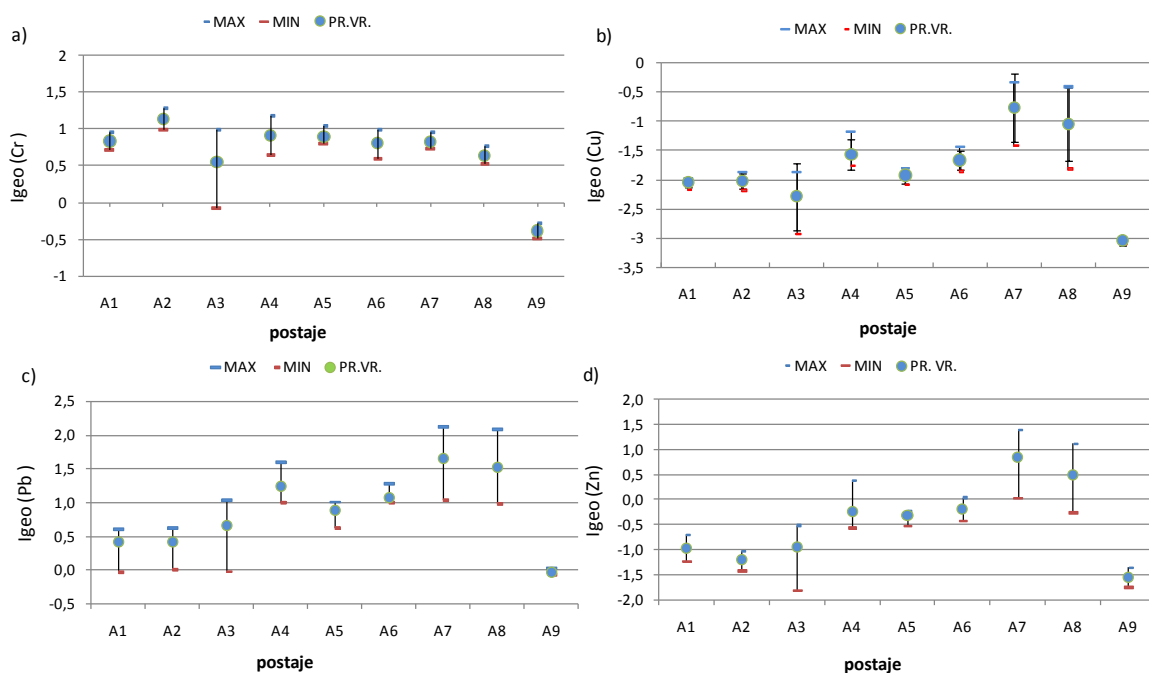 a)
MAX MIN PR.VR.
Igeo (Cr)
2
1,5
1
0,5
0
-0,5
-1
A1 A2 A3 A4 A5 A6 A7 A8 A9
postaje
b)
MAX MIN PR.VR.
Igeo (Cu)
0
-0,5
-1
-1,5
-2
-2,5
-3
-3,5
A1 A2 A3 A4 A5 A6 A7 A8 A9
postaje
c)
MAX MIN PR.VR.
Igeo (Pb)
2,5
2,0
1,5
1,0
0,5
0,0
-0,5
A1 A2 A3 A4 A5 A6 A7 A8 A9
postaje
d)
MAX MIN PR. VR.
Igeo (Zn)
2,0
1,5
1,0
0,5
0,0
-0,5
-1,0
-1,5
-2,0
A1 A2 A3 A4 A5 A6 A7 A8 A9
postaje